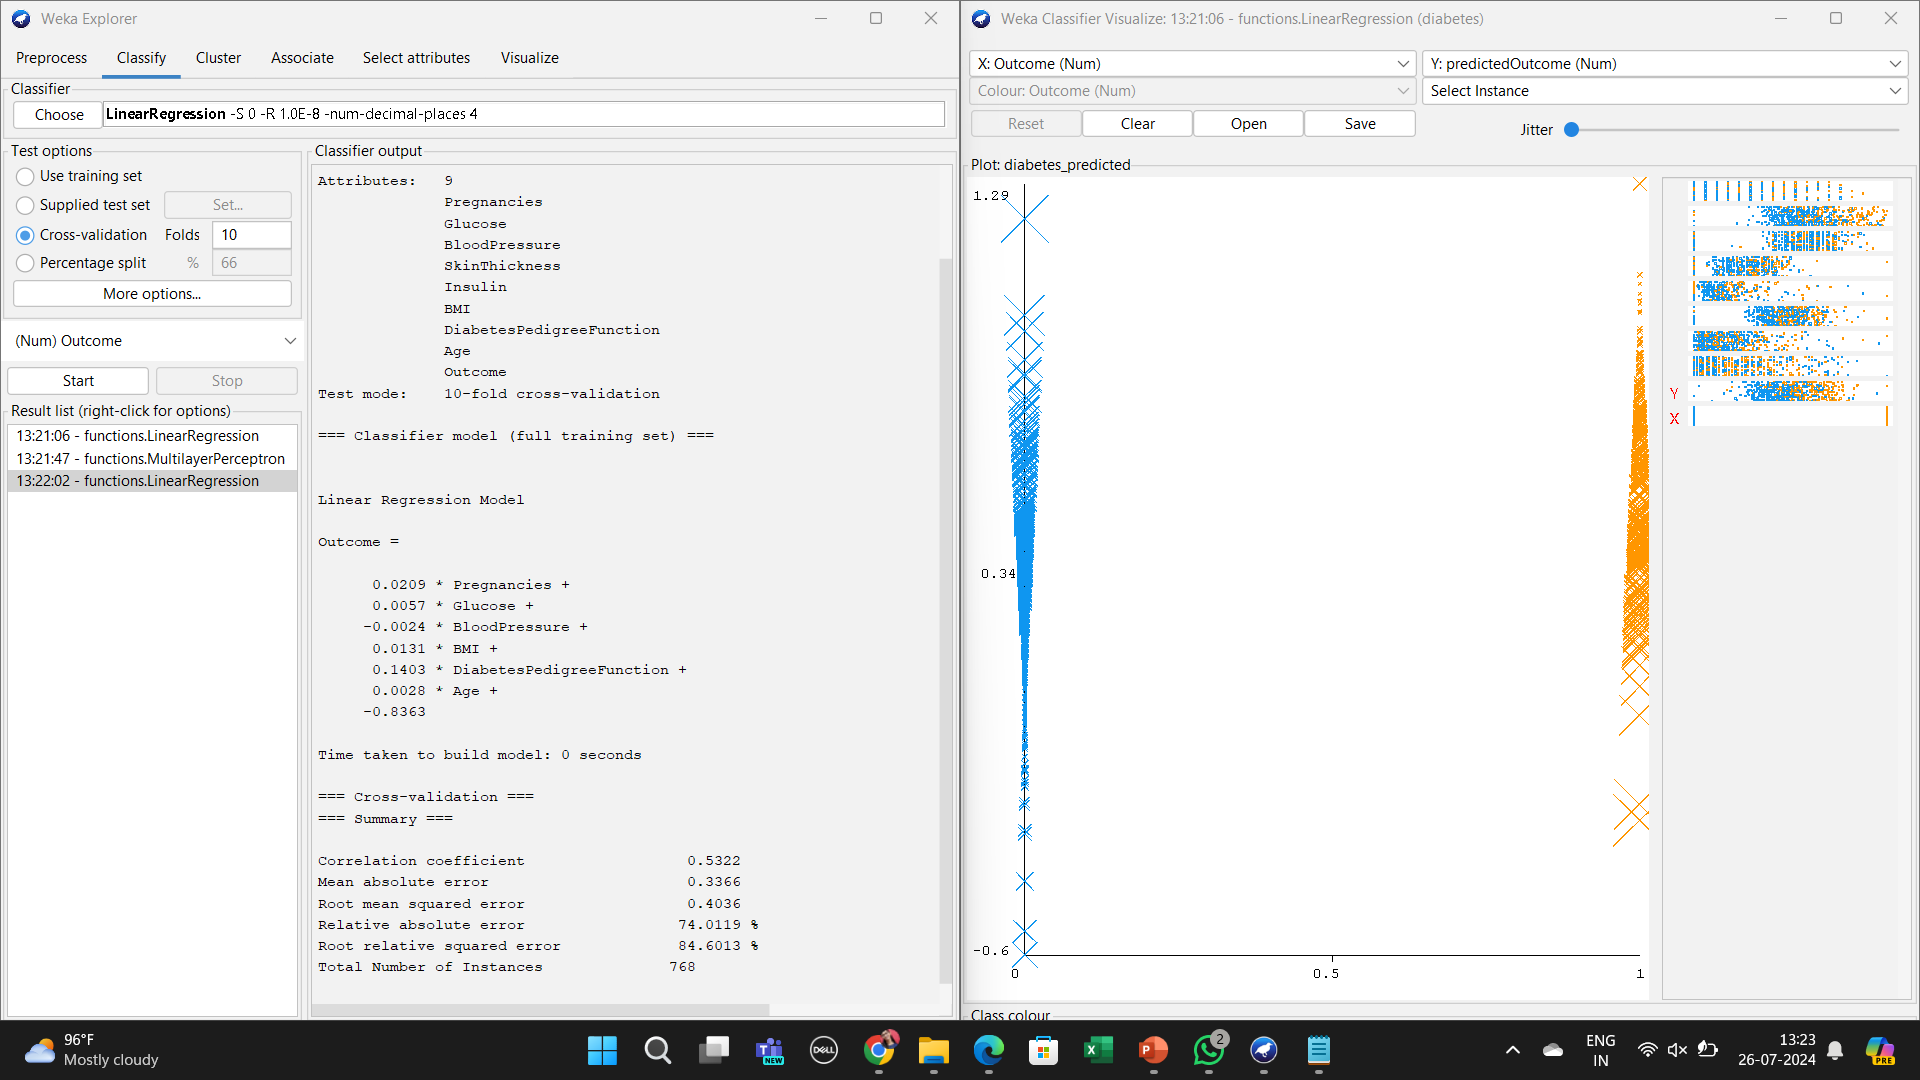 Weka Explorer
Preprocess Classify Cluster Associate Select attributes Visualize
Classifier
Choose LinearRegression -S 0 -R 1.0E-8 -num-decimal-places 4
Test options
Use training set
Supplied test set Set...
Cross-validation Folds 10
Percentage split % 66
More options...
(Num) Outcome
Start Stop
Result list (right-click for options)
13:21:06 - functions.LinearRegression
13:21:47 - functions.MultilayerPerceptron
13:22:02 - functions.LinearRegression
Classifier output
Attributes: 9
Pregnancies
Glucose
BloodPressure
SkinThickness
Insulin
BMI
DiabetesPedigreeFunction
Age
Outcome
Test mode: 10-fold cross-validation
=== Classifier model (full training set) ===
Linear Regression Model
Outcome =
0.0209 * Pregnancies +
0.0057 * Glucose +
-0.0024 * BloodPressure +
0.0131 * BMI +
0.1403 * DiabetesPedigreeFunction +
0.0028 * Age +
-0.8363
Time taken to build model: 0 seconds
=== Cross-validation ===
=== Summary ===
Correlation coefficient 0.5322
Mean absolute error 0.3366
Root mean squared error 0.4036
Relative absolute error 74.0119 %
Root relative squared error 84.6013 %
Total Number of Instances 768
Weka Classifier Visualize: 13:21:06 - functions.LinearRegression (diabetes)
X: Outcome (Num) Y: predictedOutcome (Num)
Colour: Outcome (Num) Select Instance
Reset Clear Open Save Jitter
Plot: diabetes_predicted
1.29
0.34
-0.6
0 0.5 1
Y
X
Class colour
96°F
Mostly cloudy
NEW
DELL
2
ENG
IN
13:23
26-07-2024
PRE